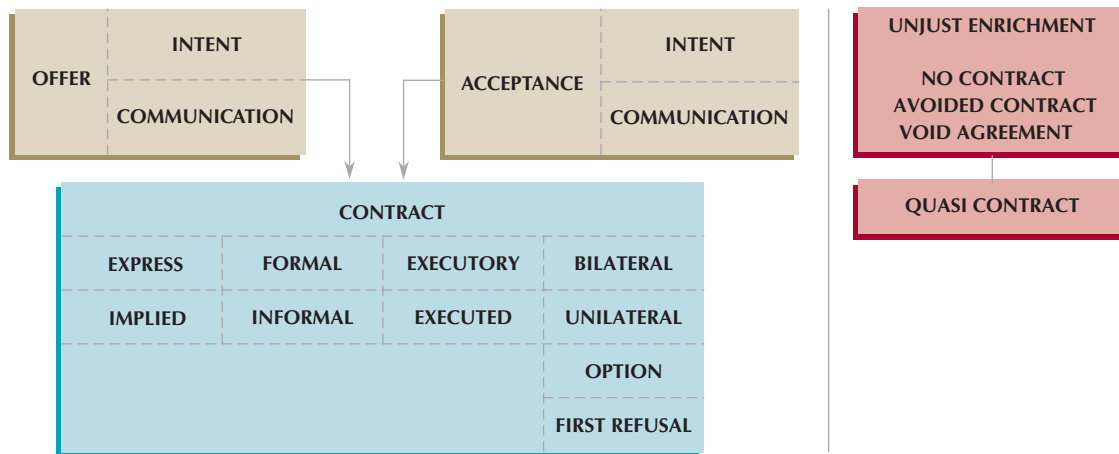 OFFER
INTENT
COMMUNICATION
ACCEPTANCE
INTENT
COMMUNICATION
CONTRACT
EXPRESS FORMAL EXECUTORY BILATERAL
IMPLIED INFORMAL EXECUTED UNILATERAL
OPTION
FIRST REFUSAL
UNJUST ENRICHMENT
NO CONTRACT
AVOIDED CONTRACT
VOID AGREEMENT
QUASI CONTRACT